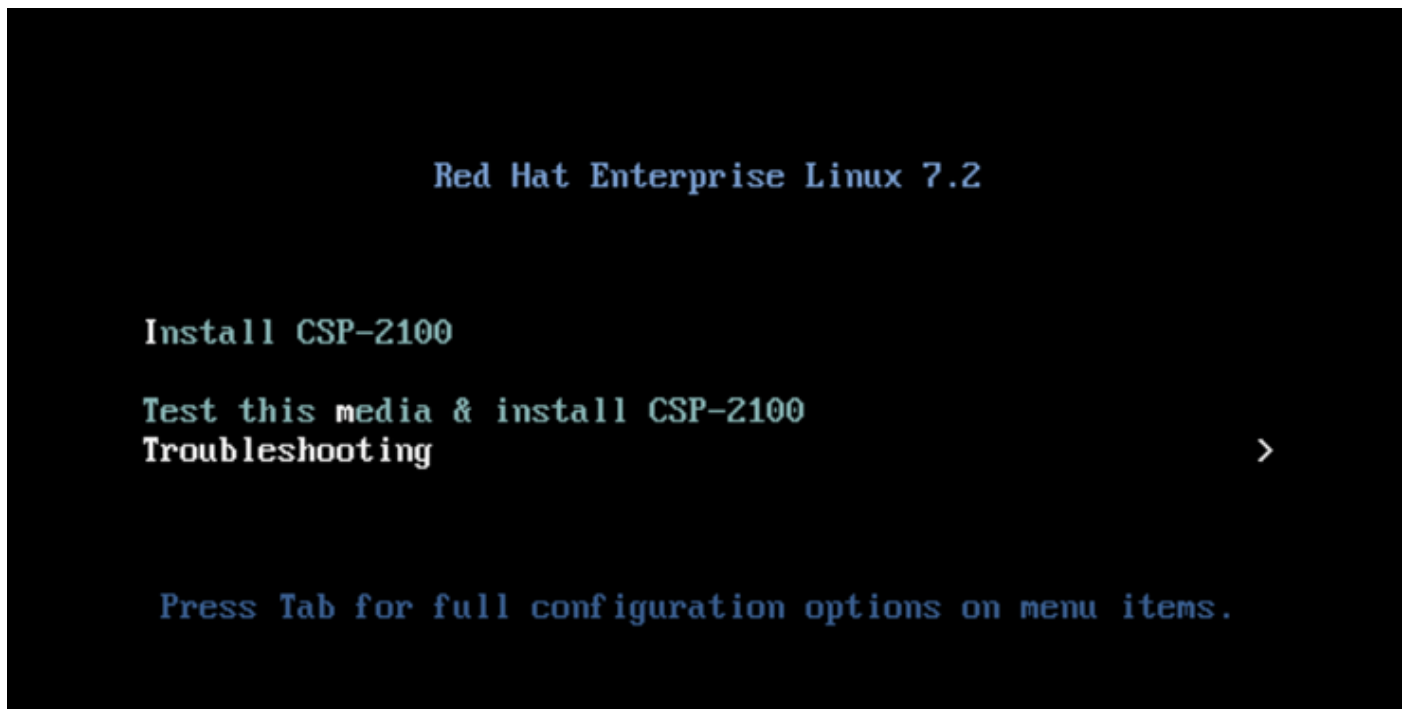 Red Hat Enterprise Linux 7.2
Install CSP-2100
Test this media & install CSP-2100
Troubleshooting >
Press Tab for full configuration options on menu items.